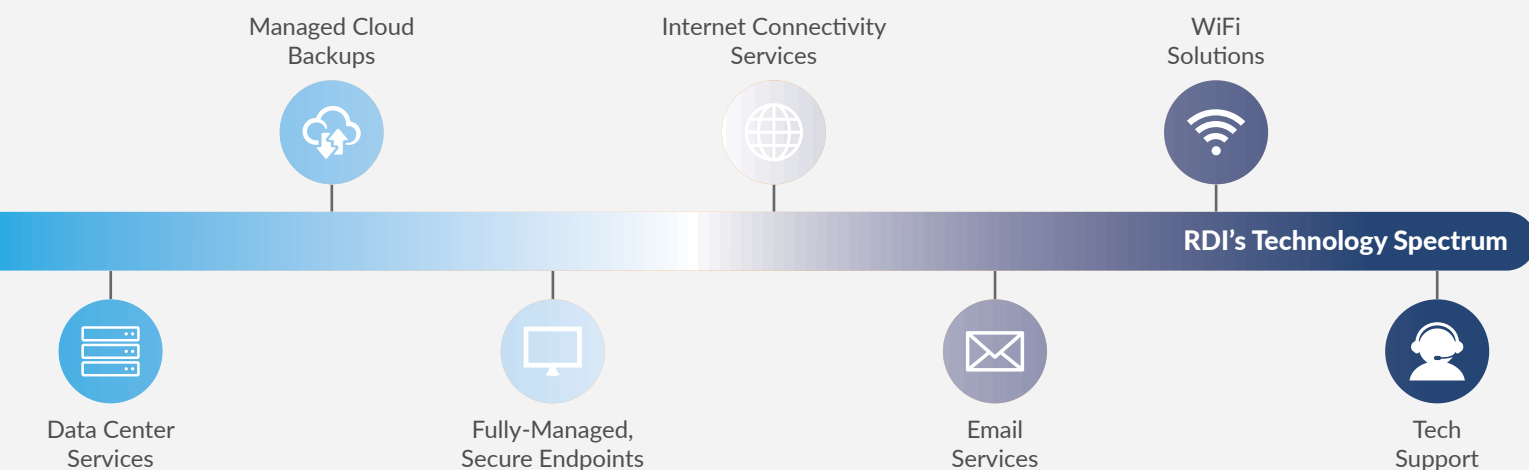 Managed Cloud
Backups
Internet Connectivity
Services
WiFi
Solutions
RDI's Technology Spectrum
Data Center
Services
Fully-Managed,
Secure Endpoints
Email
Services
Tech
Support